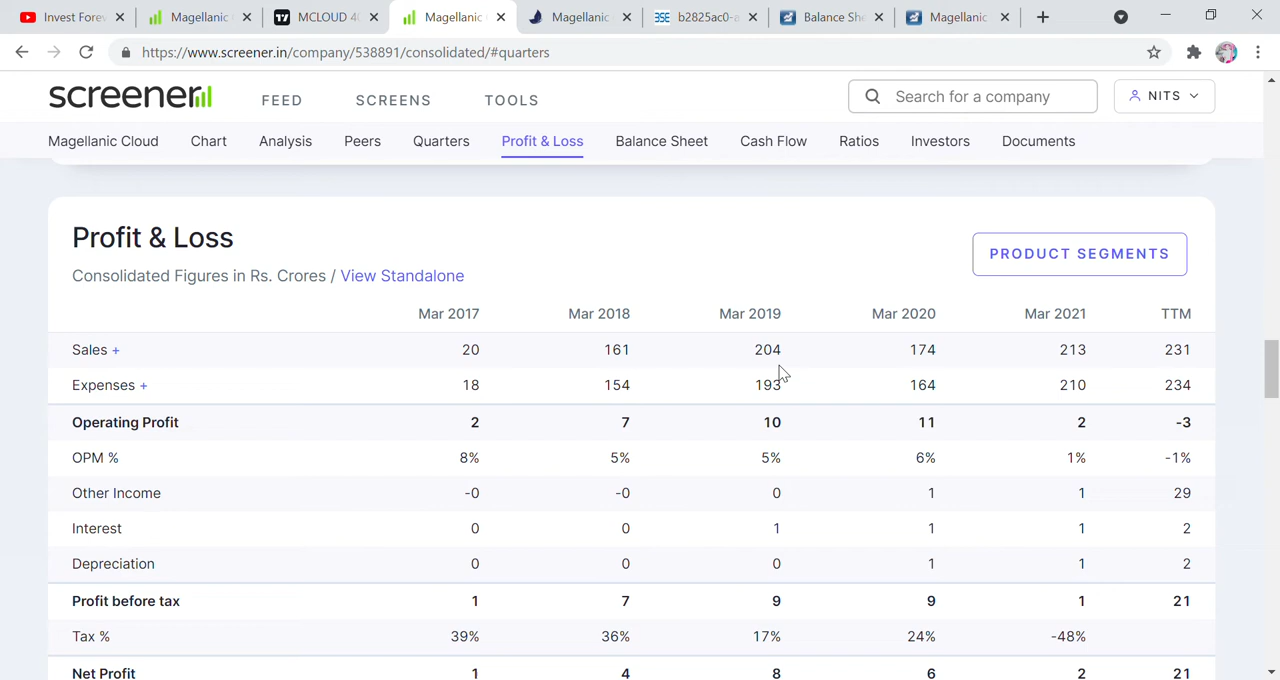 Invest Forev
Magellanic
MCLOUD 4
Magellanic
Magellanic
BSE b2825ac0-a
Balance She
Magellanic
https://www.screener.in/company/538891/consolidated/#quarters
screener
FEED SCREENS TOOLS
Search for a company
NITS
Magellanic Cloud Chart Analysis Peers Quarters Profit & Loss Balance Sheet Cash Flow Ratios Investors Documents
Profit & Loss
PRODUCT SEGMENTS
Consolidated Figures in Rs. Crores / View Standalone
Mar 2017 Mar 2018 Mar 2019 Mar 2020 Mar 2021 TTM
Sales + 20 161 204 174 213 231
Expenses + 18 154 193 164 210 234
Operating Profit 2 7 10 11 2 -3
OPM % 8% 5% 5% 6% 1% -1%
Other Income -0 -0 0 1 1 29
Interest 0 0 1 1 1 2
Depreciation 0 0 0 1 1 2
Profit before tax 1 7 9 9 1 21
Tax % 39% 36% 17% 24% -48%
Net Profit 1 4 8 6 2 21